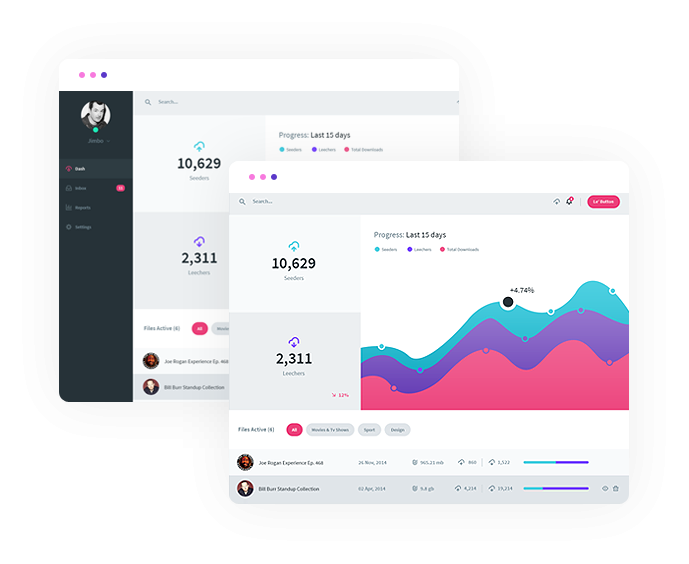 Search...
Jimbo
Progress: Last 15 days
Seeders
Leechers
Total Downloads
10,629
Seeders
Dash
Inbox
Reports
Settings
2,311
Leechers
Files Active (6)
All
Movies
Joe Rogan Experience Ep. 468
Bill Burr Standup Collection
Search...
Le' Button
Progress: Last 15 days
Seeders
Leechers
Total Downloads
10,629
Seeders
+4.74%
2,311
Leechers
12%
Files Active (6)
All
Movies & Tv Shows
Sport
Design
Joe Rogan Experience Ep. 468
26 Nov, 2014
565.21 mb
860
1,522
Bill Burr Standup Collection
02 Apr, 2014
9.8 gb
4,214
19,214